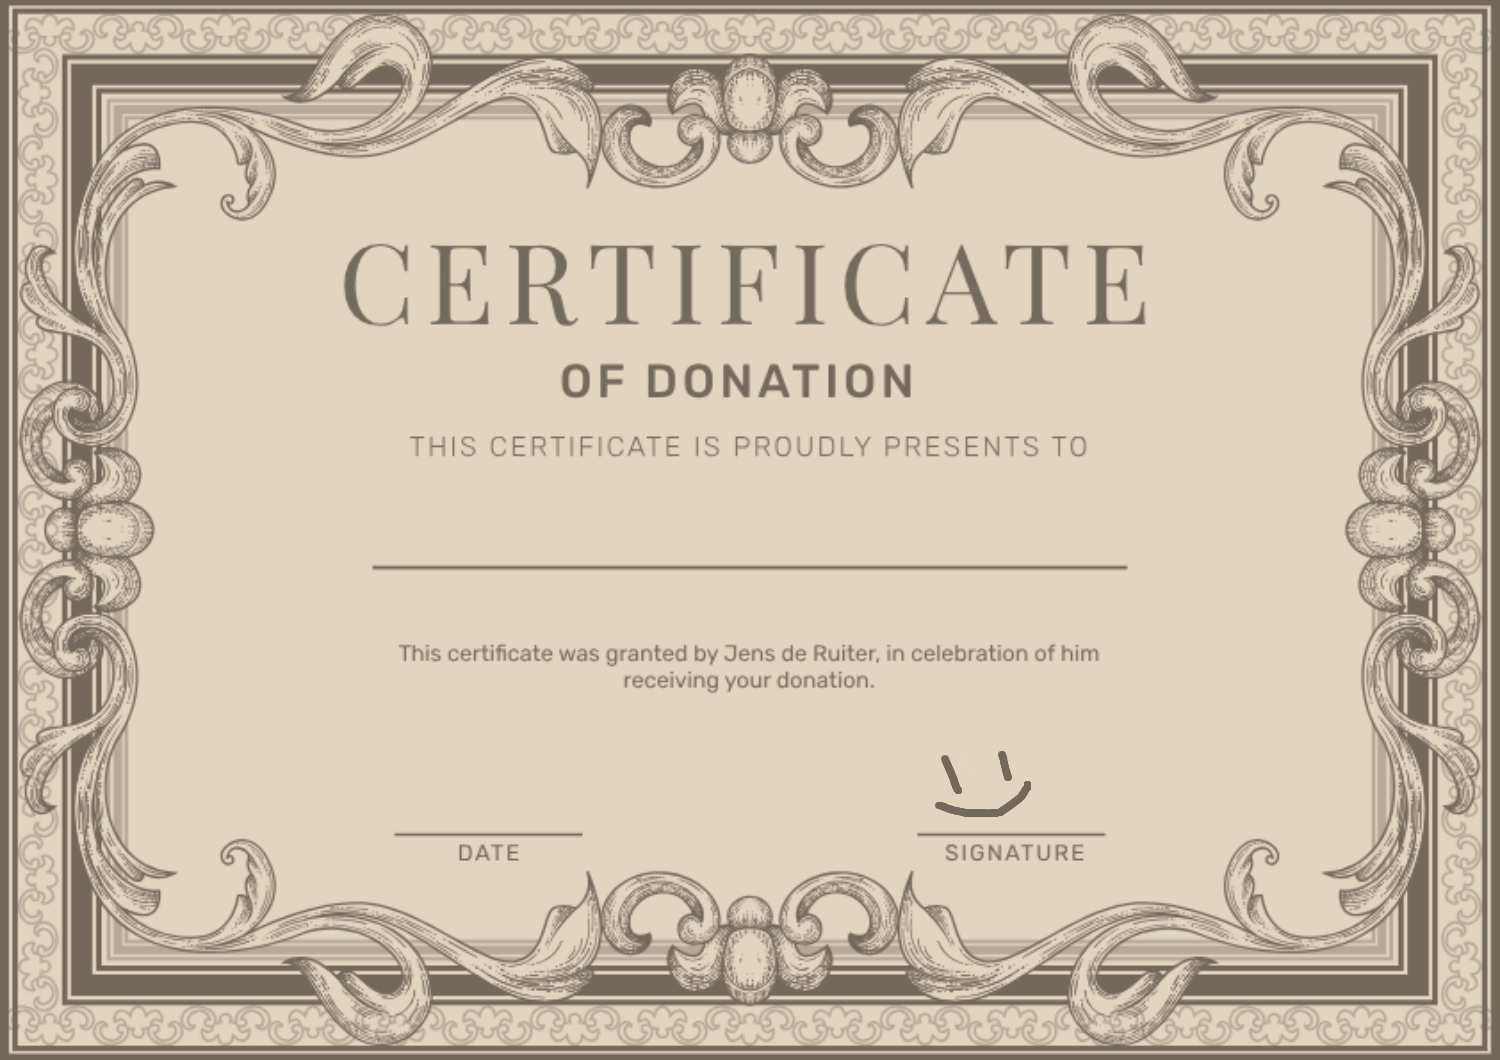 CERTIFICATE
OF DONATION
THIS CERTIFICATE IS PROUDLY PRESENTS TO
This certificate was granted by Jens de Ruiter, in celebration of him
receiving your donation.
DATE
SIGNATURE